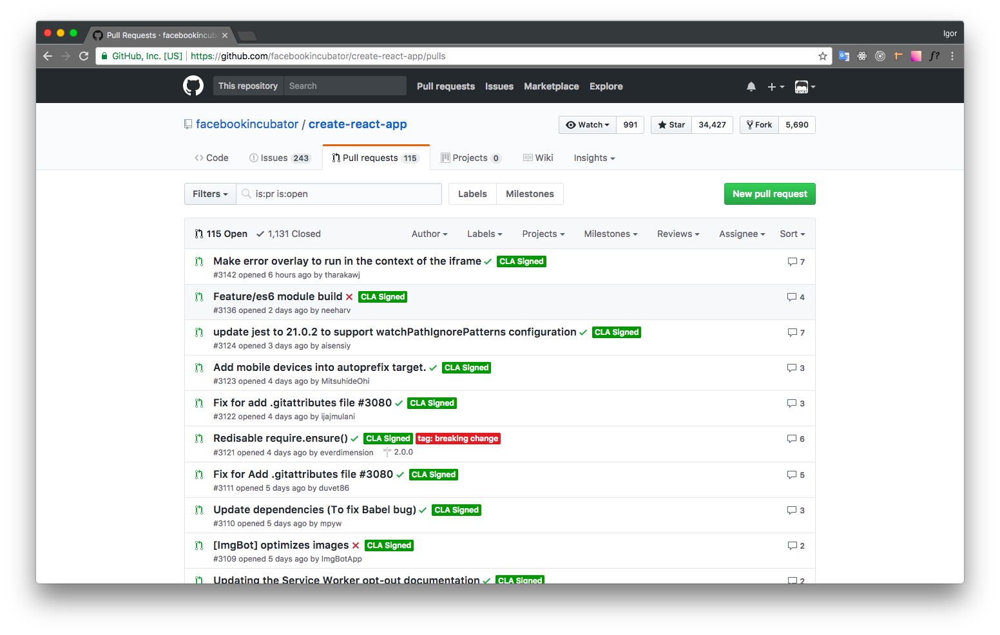 Pull Requests · facebookincub
Igor
GitHub, Inc. [US] https://github.com/facebookincubator/create-react-app/pulls
f?
This repository Search Pull requests Issues Marketplace Explore
facebookincubator / create-react-app Watch 991 Star 34,427 Fork 5,690
Code Issues 243 Pull requests 115 Projects 0 Wiki Insights
Filters is:pr is:open Labels Milestones New pull request
115 Open 1,131 Closed Author Labels Projects Milestones Reviews Assignee Sort
Make error overlay to run in the context of the iframe CLA Signed 7
#3142 opened 6 hours ago by tharakawj
Feature/es6 module build CLA Signed 4
#3136 opened 2 days ago by neeharv
update jest to 21.0.2 to support watchPathIgnorePatterns configuration CLA Signed 7
#3124 opened 3 days ago by aisensiy
Add mobile devices into autoprefix target. CLA Signed 3
#3123 opened 4 days ago by MitsuhideOhi
Fix for add .gitattributes file #3080 CLA Signed 3
#3122 opened 4 days ago by ijajmulani
Redisable require.ensure() CLA Signed tag: breaking change 6
#3121 opened 4 days ago by everdimension 2.0.0
Fix for Add .gitattributes file #3080 CLA Signed 5
#3111 opened 5 days ago by duvet86
Update dependencies (To fix Babel bug) CLA Signed 3
#3110 opened 5 days ago by mpyw
[ImgBot] optimizes images CLA Signed 2
#3109 opened 5 days ago by ImgBotApp
Updating the Service Worker opt-out documentation CLA Signed 2